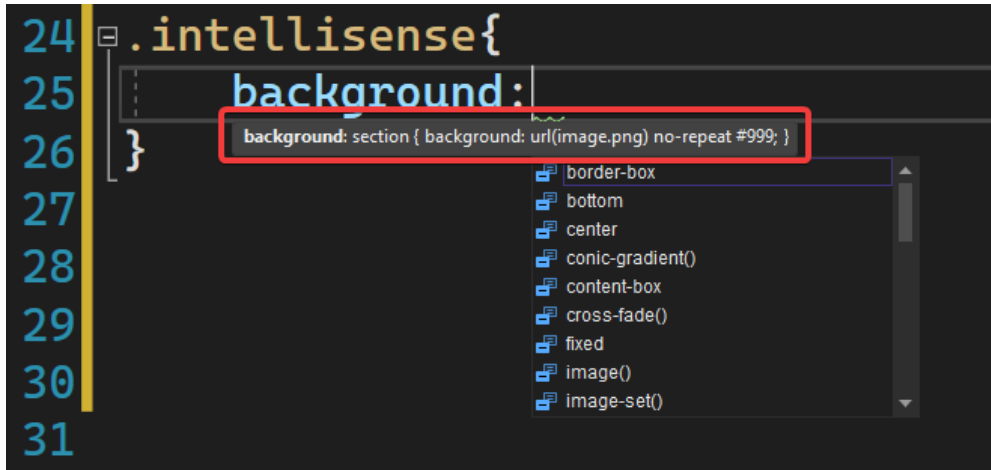 24 .intellisense{
25 background:
background: section { background: url(image.png) no-repeat #999; }
26 }
border-box
27 bottom
center
28 conic-gradient()
content-box
29 cross-fade()
fixed
30 image()
image-set()
31